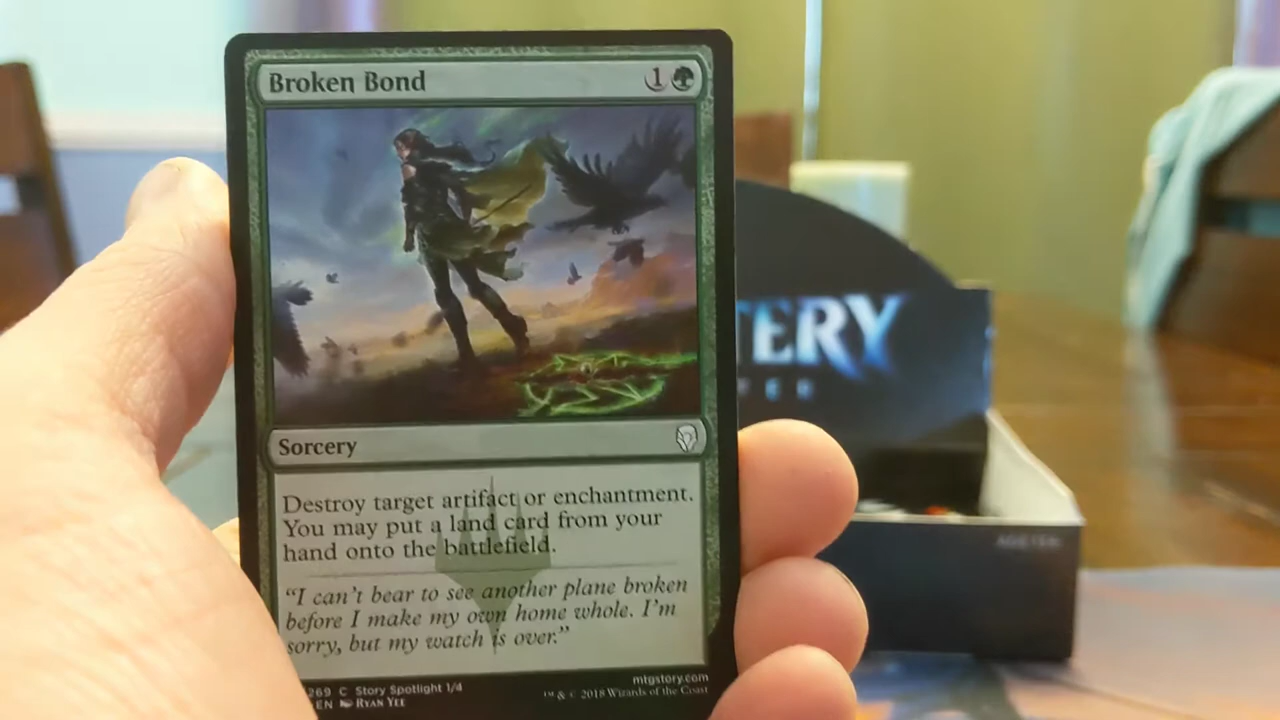 Broken Bond 1
Sorcery
Destroy target artifact or enchantment.
You may put a land card from your
hand onto the battlefield.
"I can't bear to see another plane broken
before I make my own home whole. I'm
sorry, but my watch is over."
269 C Story Spotlight 1/4
mtgstory.com
EN Ryan Yee
™ & © 2018 Wizards of the Coast
TERY